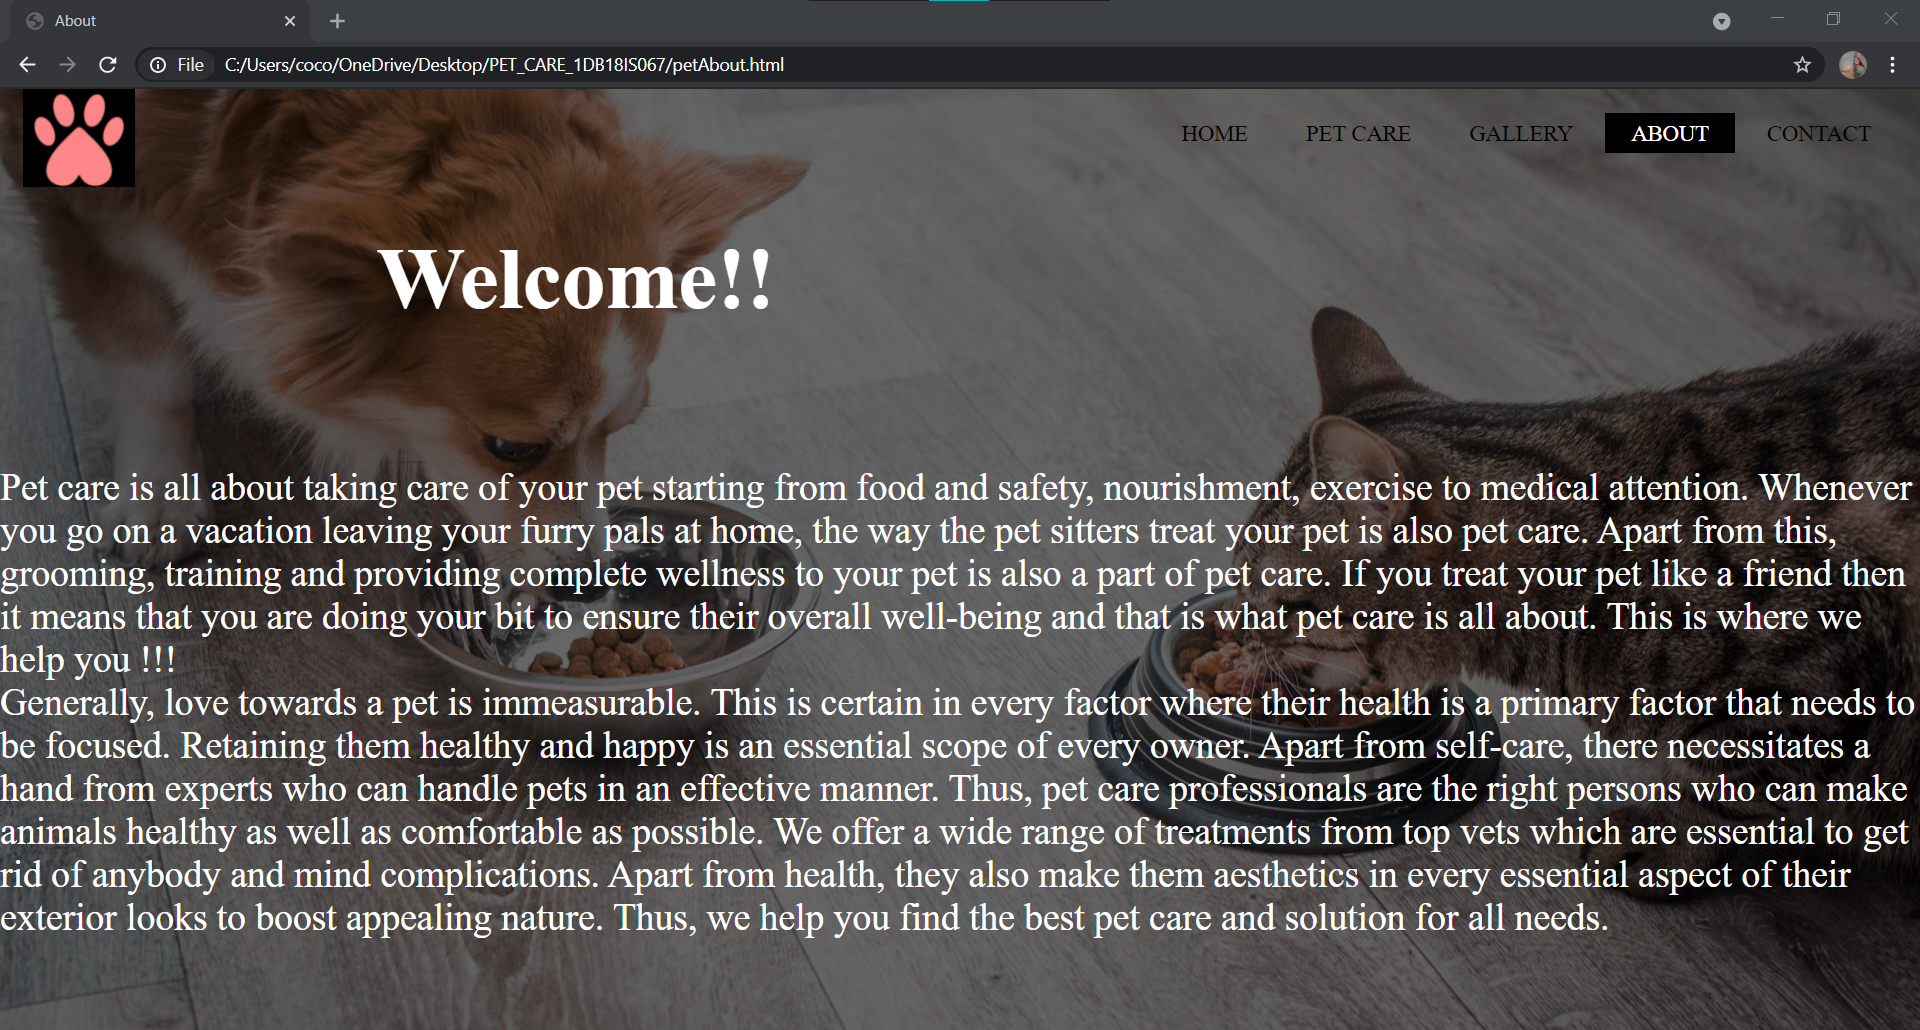 About
File
C:/Users/coco/OneDrive/Desktop/PET_CARE_1DB18IS067/petAbout.html
HOME PET CARE GALLERY ABOUT CONTACT
Welcome!!
Pet care is all about taking care of your pet starting from food and safety, nourishment, exercise to medical attention. Whenever
you go on a vacation leaving your furry pals at home, the way the pet sitters treat your pet is also pet care. Apart from this,
grooming, training and providing complete wellness to your pet is also a part of pet care. If you treat your pet like a friend then
it means that you are doing your bit to ensure their overall well-being and that is what pet care is all about. This is where we
help you !!!
Generally, love towards a pet is immeasurable. This is certain in every factor where their health is a primary factor that needs to
be focused. Retaining them healthy and happy is an essential scope of every owner. Apart from self-care, there necessitates a
hand from experts who can handle pets in an effective manner. Thus, pet care professionals are the right persons who can make
animals healthy as well as comfortable as possible. We offer a wide range of treatments from top vets which are essential to get
rid of anybody and mind complications. Apart from health, they also make them aesthetics in every essential aspect of their
exterior looks to boost appealing nature. Thus, we help you find the best pet care and solution for all needs.